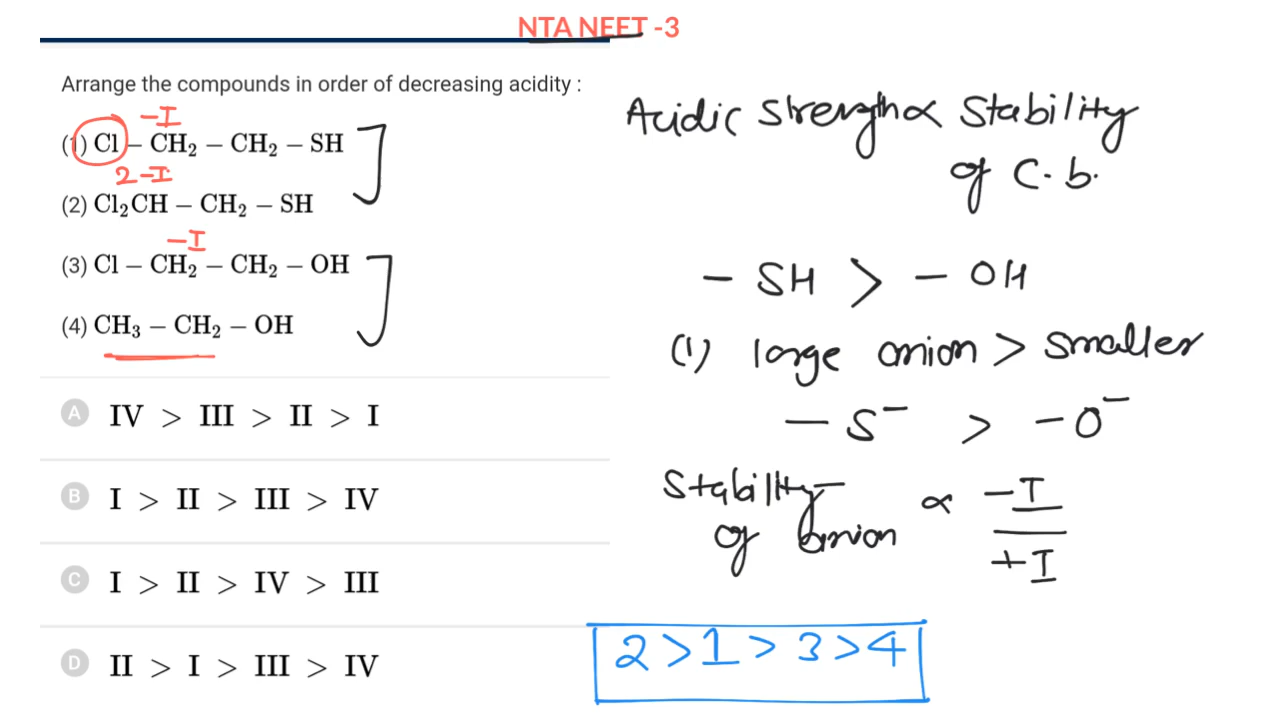 NTA NEET -3
Arrange the compounds in order of decreasing acidity :
-I
(1) Cl – CH₂ – CH₂ – SH
2 -I
(2) Cl₂CH – CH₂ – SH
-I
(3) Cl – CH₂ – CH₂ – OH
(4) CH₃ – CH₂ – OH
A IV > III > II > I
B I > II > III > IV
C I > II > IV > III
D II > I > III > IV
Acidic Strength ∝ Stability
of C.b.
- SH > - OH
(1) large anion > smaller
- S⁻ > - O⁻
Stability of anion ∝ -I / +I
2 > 1 > 3 > 4